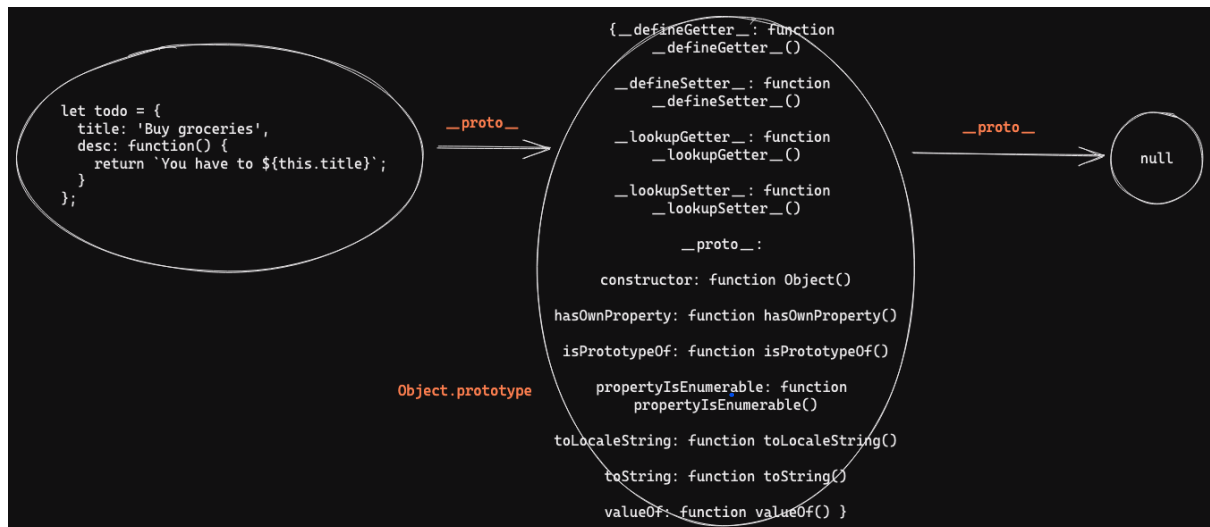 let todo = {
  title: 'Buy groceries',
  desc: function() {
    return `You have to ${this.title}`;
  }
};
__proto__
{__defineGetter__: function
__defineGetter__()
__defineSetter__: function
__defineSetter__()
__lookupGetter__: function
__lookupGetter__()
__lookupSetter__: function
__lookupSetter__()
__proto__:
constructor: function Object()
hasOwnProperty: function hasOwnProperty()
isPrototypeOf: function isPrototypeOf()
propertyIsEnumerable: function
propertyIsEnumerable()
toLocaleString: function toLocaleString()
toString: function toString()
valueOf: function valueOf() }
Object.prototype
__proto__
null